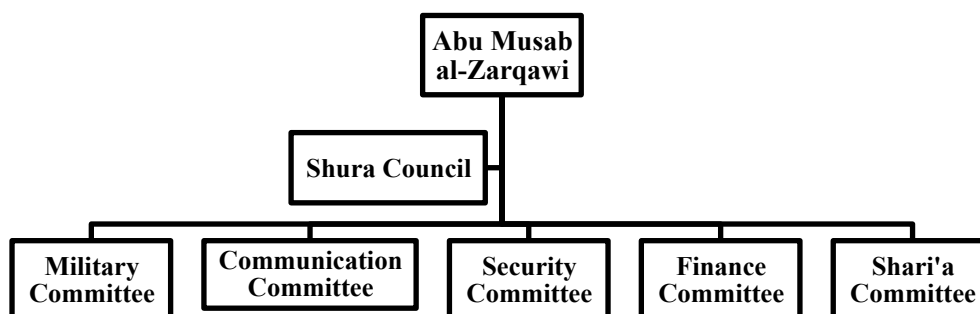 Abu Musab
al-Zarqawi
Shura Council
Military
Committee
Communication
Committee
Security
Committee
Finance
Committee
Shari'a
Committee